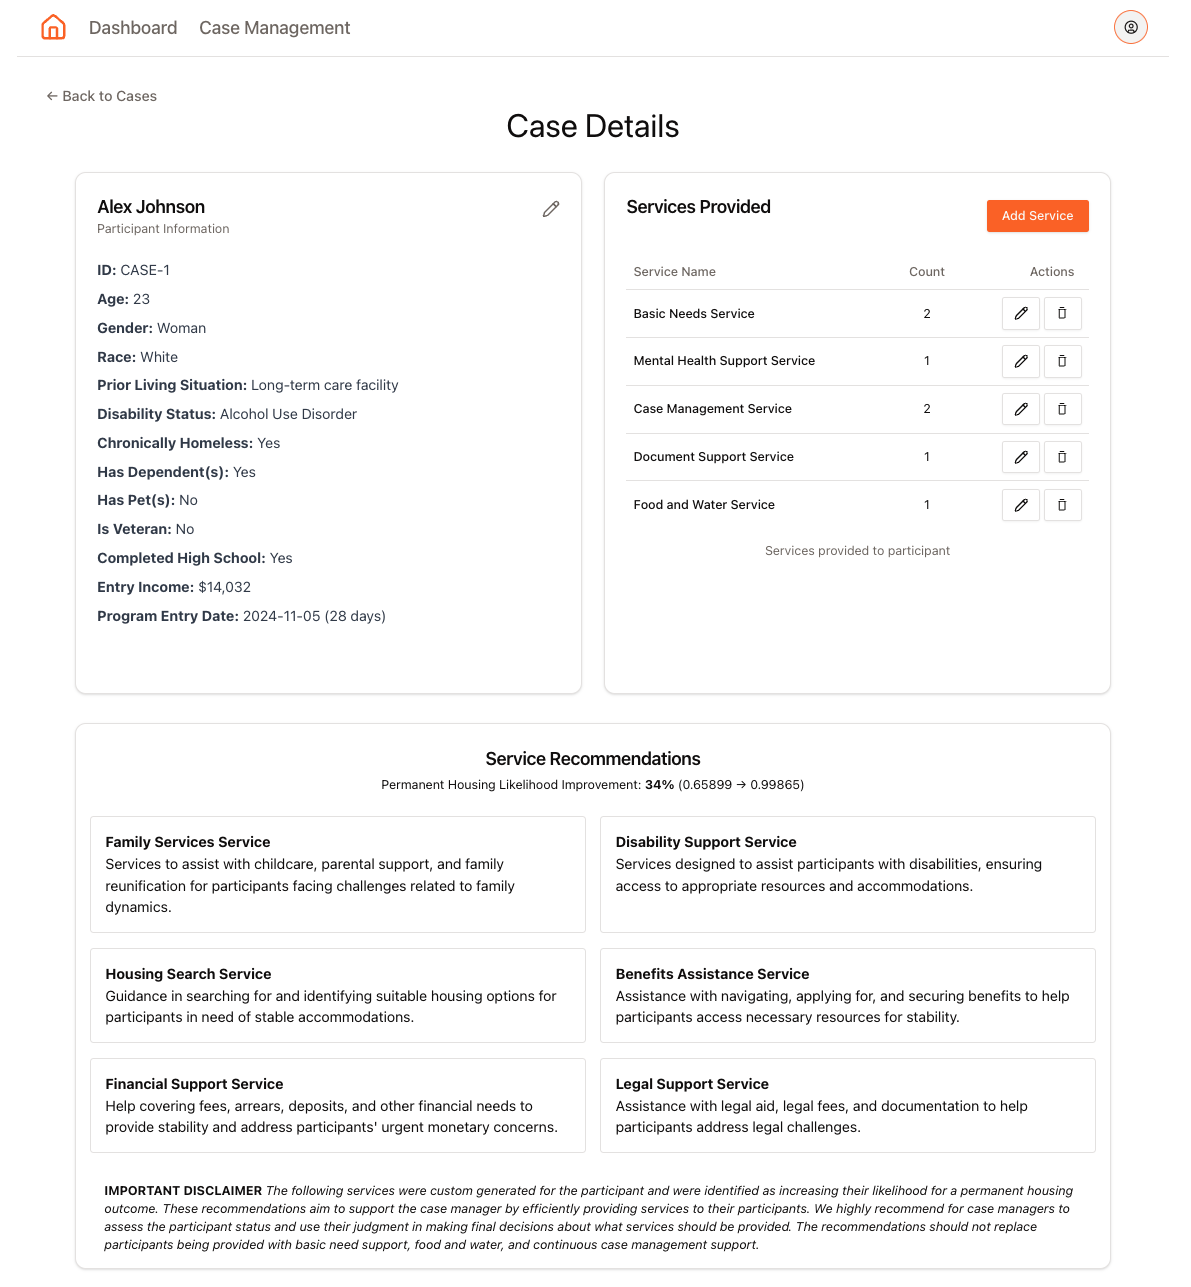 Dashboard Case Management
← Back to Cases
Case Details
Alex Johnson
Participant Information
ID: CASE-1
Age: 23
Gender: Woman
Race: White
Prior Living Situation: Long-term care facility
Disability Status: Alcohol Use Disorder
Chronically Homeless: Yes
Has Dependent(s): Yes
Has Pet(s): No
Is Veteran: No
Completed High School: Yes
Entry Income: $14,032
Program Entry Date: 2024-11-05 (28 days)
Services Provided
Add Service
Service Name Count Actions
Basic Needs Service 2
Mental Health Support Service 1
Case Management Service 2
Document Support Service 1
Food and Water Service 1
Services provided to participant
Service Recommendations
Permanent Housing Likelihood Improvement: 34% (0.65899 → 0.99865)
Family Services Service
Services to assist with childcare, parental support, and family
reunification for participants facing challenges related to family
dynamics.
Disability Support Service
Services designed to assist participants with disabilities, ensuring
access to appropriate resources and accommodations.
Housing Search Service
Guidance in searching for and identifying suitable housing options for
participants in need of stable accommodations.
Benefits Assistance Service
Assistance with navigating, applying for, and securing benefits to help
participants access necessary resources for stability.
Financial Support Service
Help covering fees, arrears, deposits, and other financial needs to
provide stability and address participants' urgent monetary concerns.
Legal Support Service
Assistance with legal aid, legal fees, and documentation to help
participants address legal challenges.
IMPORTANT DISCLAIMER The following services were custom generated for the participant and were identified as increasing their likelihood for a permanent housing
outcome. These recommendations aim to support the case manager by efficiently providing services to their participants. We highly recommend for case managers to
assess the participant status and use their judgment in making final decisions about what services should be provided. The recommendations should not replace
participants being provided with basic need support, food and water, and continuous case management support.